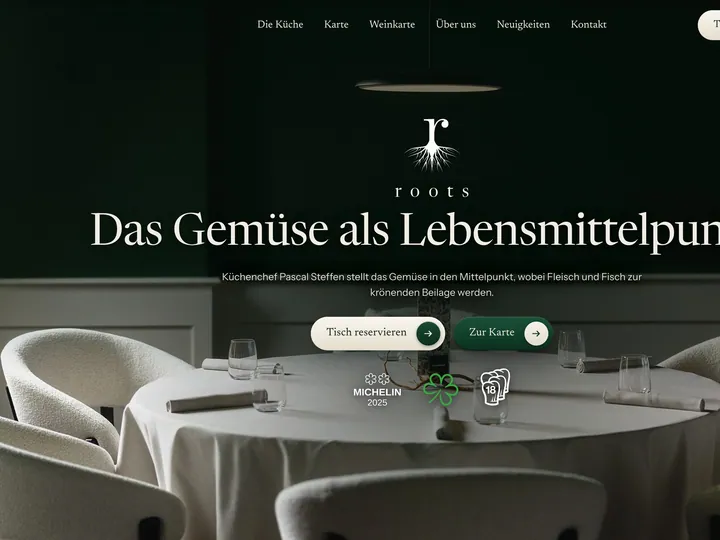 Die Küche Karte Weinkarte Über uns Neuigkeiten Kontakt T
r
roots
Das Gemüse als Lebensmittelpun
Küchenchef Pascal Steffen stellt das Gemüse in den Mittelpunkt, wobei Fleisch und Fisch zur
krönenden Beilage werden.
Tisch reservieren Zur Karte
MICHELIN
2025
18